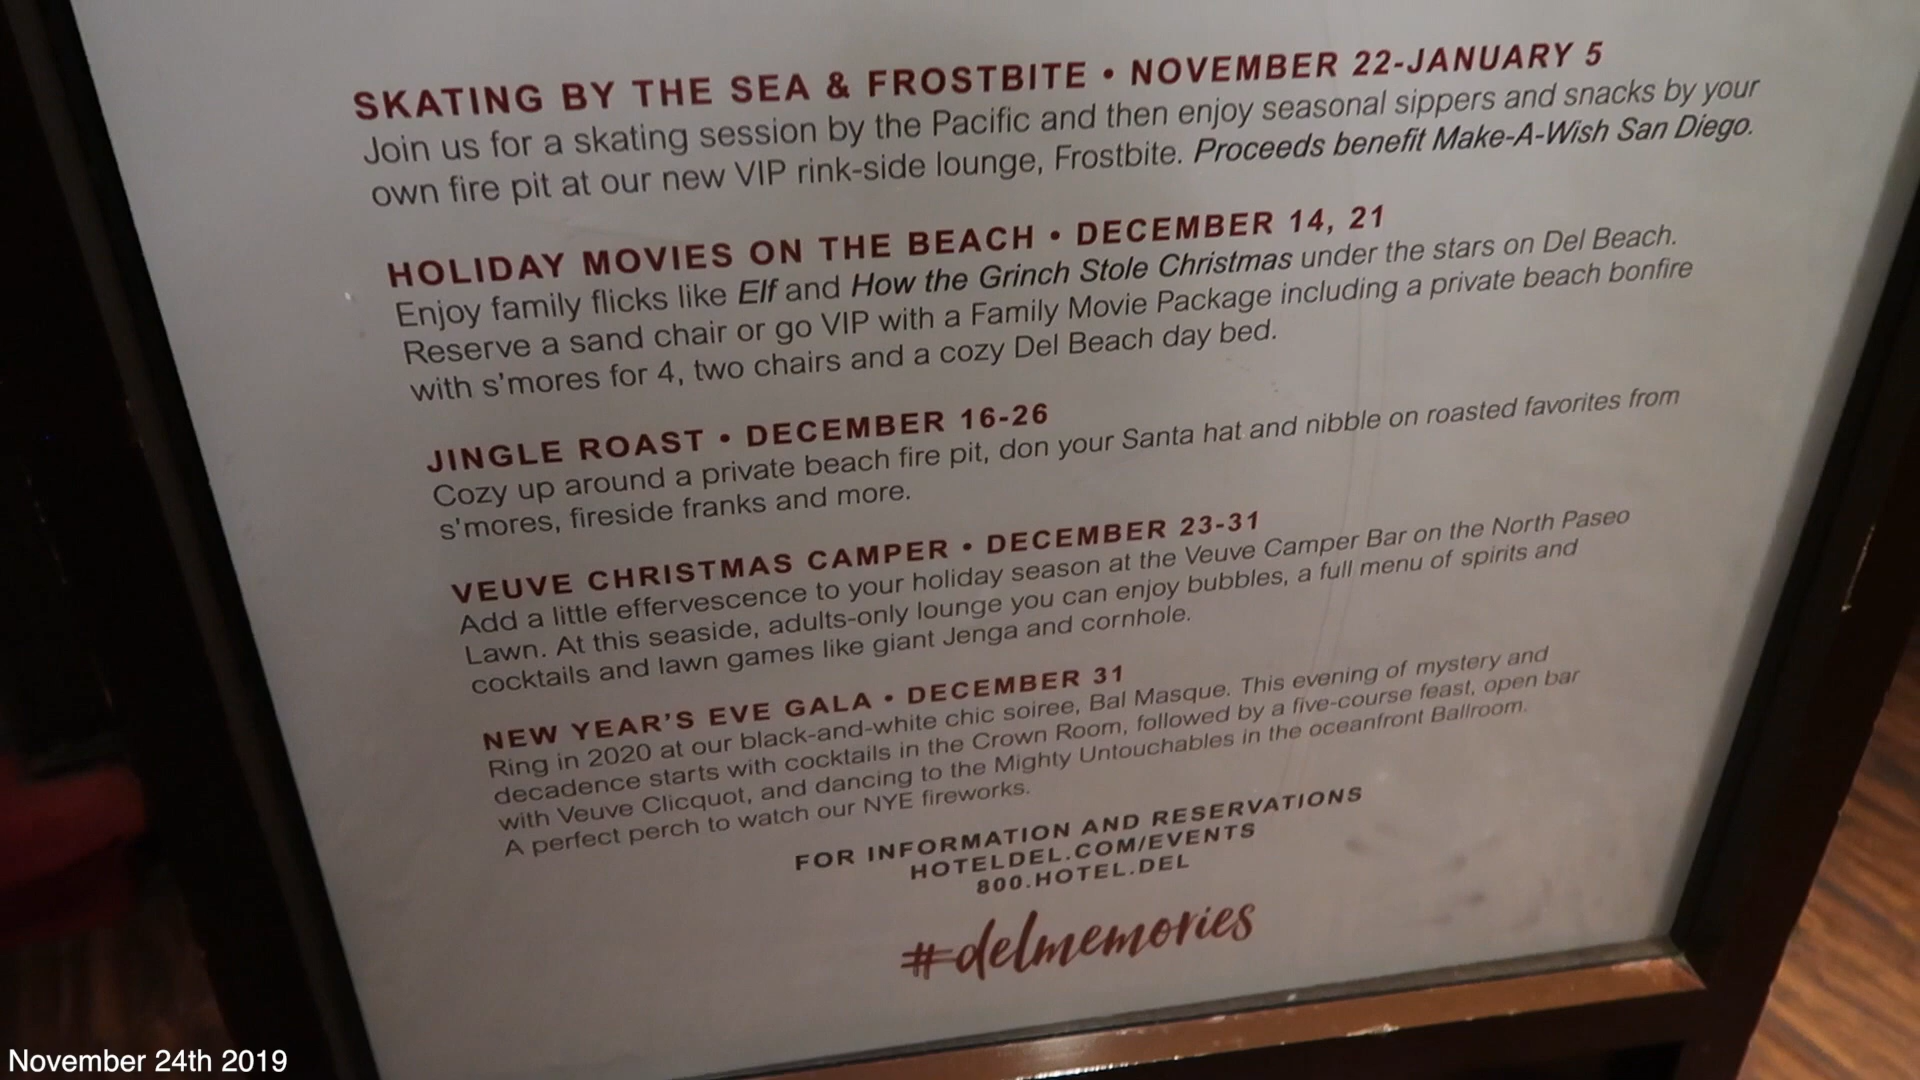 SKATING BY THE SEA & FROSTBITE • NOVEMBER 22-JANUARY 5
Join us for a skating session by the Pacific and then enjoy seasonal sippers and snacks by your
own fire pit at our new VIP rink-side lounge, Frostbite. Proceeds benefit Make-A-Wish San Diego.
HOLIDAY MOVIES ON THE BEACH • DECEMBER 14, 21
Enjoy family flicks like Elf and How the Grinch Stole Christmas under the stars on Del Beach.
Reserve a sand chair or go VIP with a Family Movie Package including a private beach bonfire
with s'mores for 4, two chairs and a cozy Del Beach day bed.
JINGLE ROAST • DECEMBER 16-26
Cozy up around a private beach fire pit, don your Santa hat and nibble on roasted favorites from
s'mores, fireside franks and more.
VEUVE CHRISTMAS CAMPER • DECEMBER 23-31
Add a little effervescence to your holiday season at the Veuve Camper Bar on the North Paseo
Lawn. At this seaside, adults-only lounge you can enjoy bubbles, a full menu of spirits and
cocktails and lawn games like giant Jenga and cornhole.
NEW YEAR'S EVE GALA • DECEMBER 31
Ring in 2020 at our black-and-white chic soiree, Bal Masque. This evening of mystery and
decadence starts with cocktails in the Crown Room, followed by a five-course feast, open bar
with Veuve Clicquot, and dancing to the Mighty Untouchables in the oceanfront Ballroom.
A perfect perch to watch our NYE fireworks.
FOR INFORMATION AND RESERVATIONS
HOTELDEL.COM/EVENTS
800.HOTEL.DEL
#delmemories
November 24th 2019